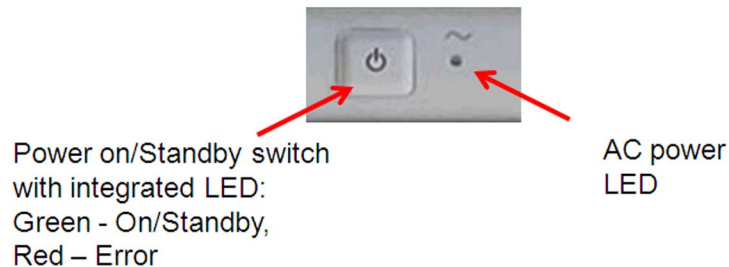 Power on/Standby switch
with integrated LED:
Green - On/Standby,
Red – Error
AC power
LED